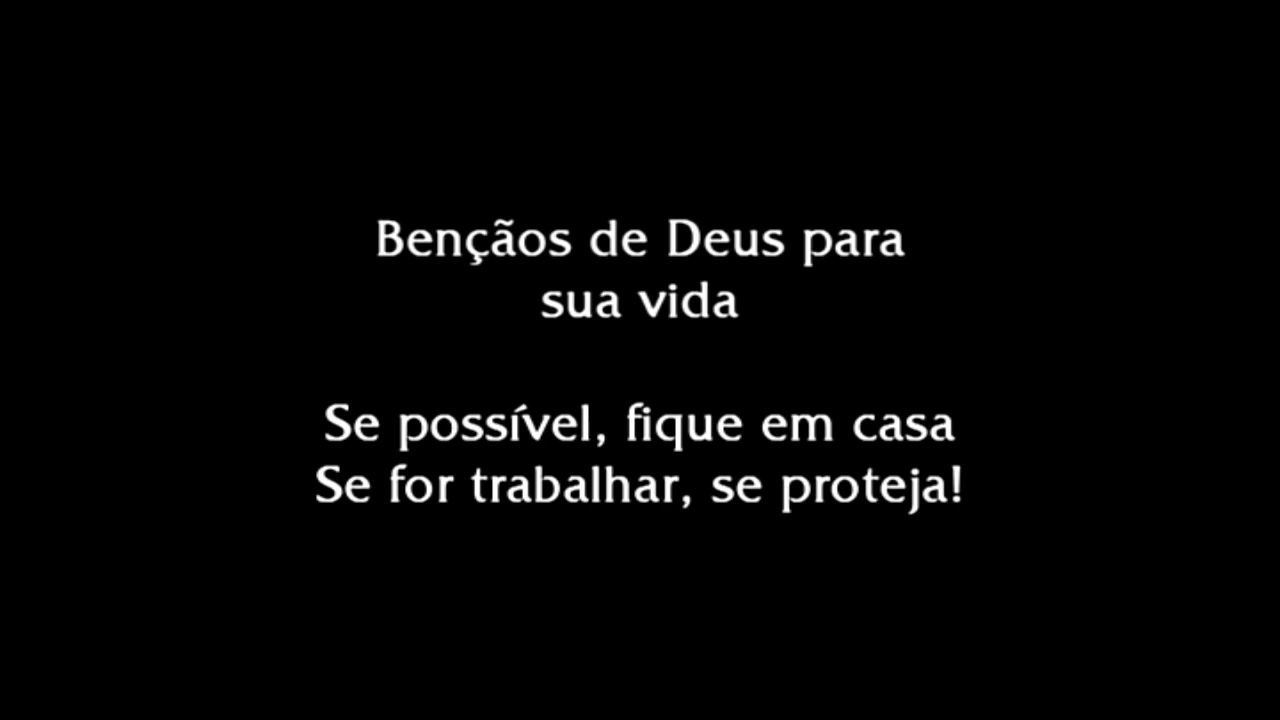 Bençãos de Deus para
sua vida
Se possível, fique em casa
Se for trabalhar, se proteja!